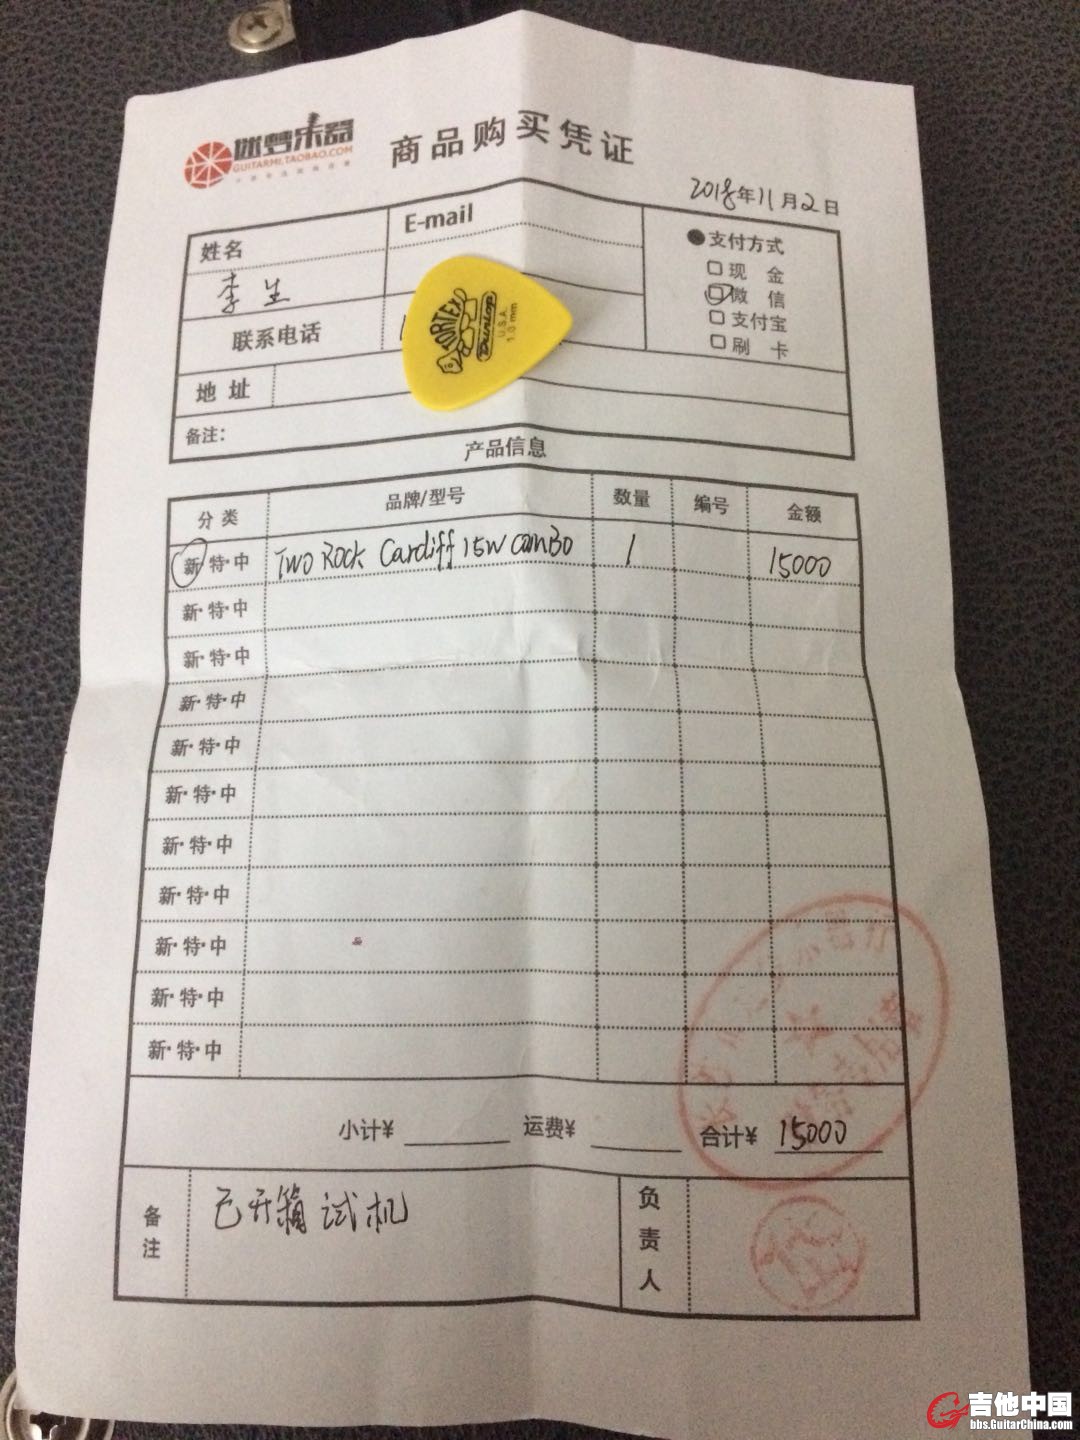 迷梦乐器
GUITARMI.TAOBAO.COM
商品购买凭证
2018年11月2日
姓名 E-mail
李生
联系电话
地 址
备注:
支付方式
现 金
微 信
支付宝
刷 卡
TORTEX
Dunlop
U.S.A.
1.0 mm
产品信息
分类 品牌/型号 数量 编号 金额
新·特·中 Two Rock Cardiff 15W comBo 1 15000
新·特·中
新·特·中
新·特·中
新·特·中
新·特·中
新·特·中
新·特·中
新·特·中
新·特·中
新·特·中
小计¥ 运费¥ 合计¥ 15000
备注 已开箱试机 负责人
吉他中国
bbs.GuitarChina.com